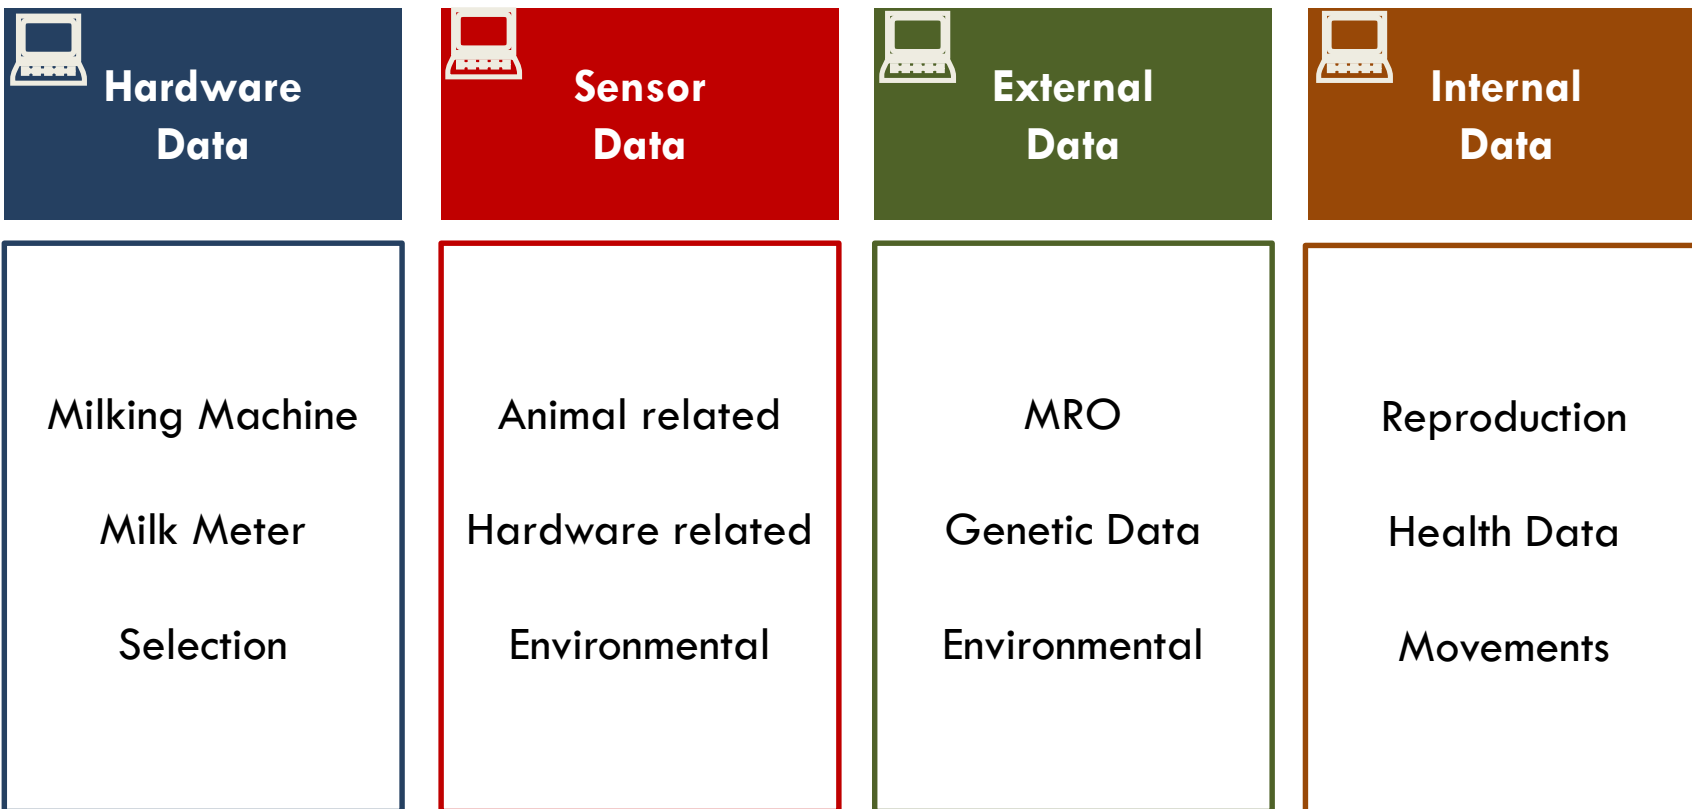 Hardware
Data
Sensor
Data
External
Data
Internal
Data
Milking Machine
Milk Meter
Selection
Animal related
Hardware related
Environmental
MRO
Genetic Data
Environmental
Reproduction
Health Data
Movements